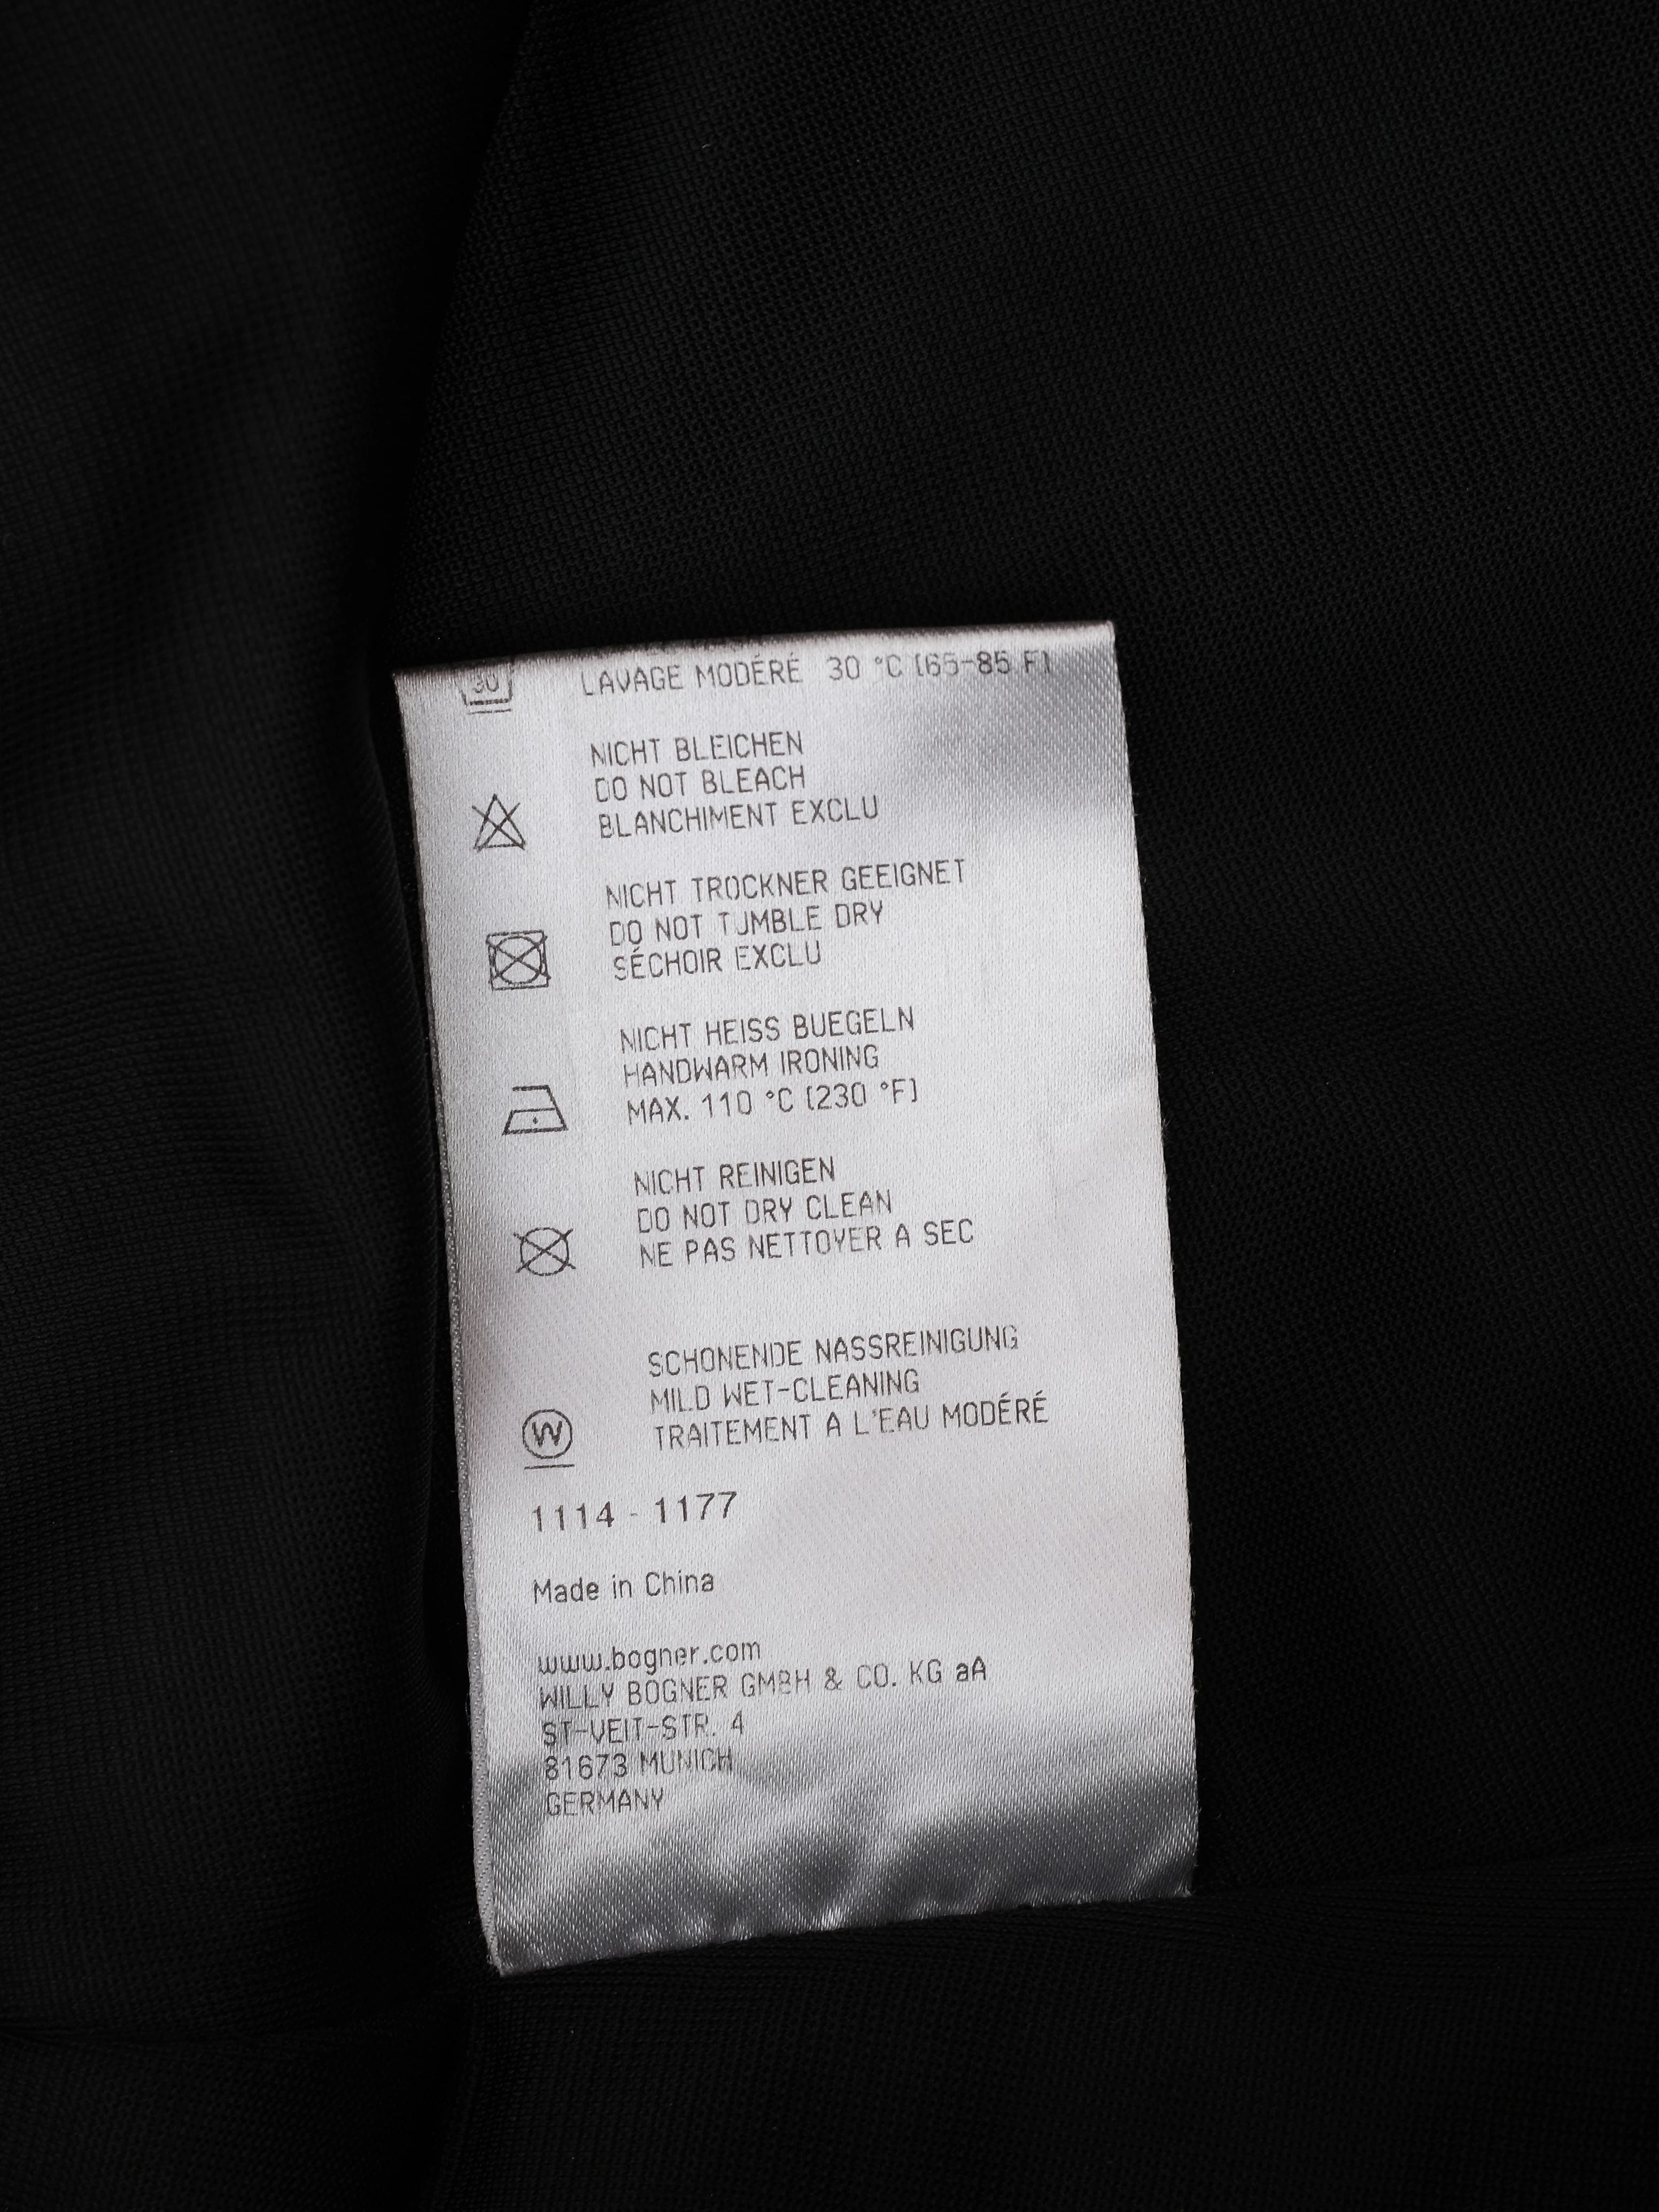 30 LAVAGE MODÉRÉ 30 °C (65-85 F)
NICHT BLEICHEN
DO NOT BLEACH
BLANCHIMENT EXCLU
NICHT TROCKNER GEEIGNET
DO NOT TUMBLE DRY
SÉCHOIR EXCLU
NICHT HEISS BUEGELN
HANDWARM IRONING
MAX. 110 °C (230 °F)
NICHT REINIGEN
DO NOT DRY CLEAN
NE PAS NETTOYER A SEC
SCHONENDE NASSREINIGUNG
MILD WET-CLEANING
TRAITEMENT A L'EAU MODÉRÉ
W
1114 - 1177
Made in China
www.bogner.com
WILLY BOGNER GMBH & CO. KG aA
ST-VEIT-STR. 4
81673 MUNICH
GERMANY